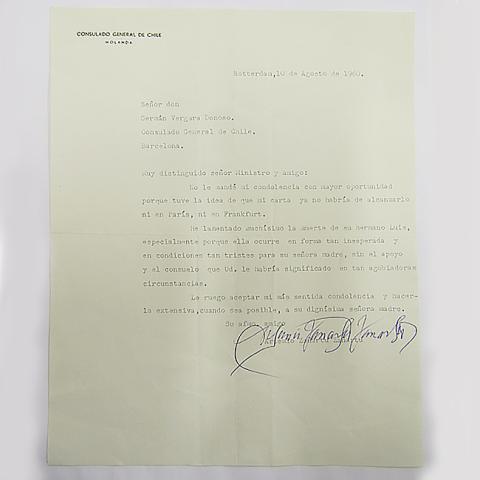 CONSULADO GENERAL DE CHILE
HOLANDA
Rotterdam,10 de Agosto de 1960.
Señor don
Germán Vergara Donoso.
Consulado General de Chile.
Barcelona.
Muy distinguido señor Ministro y amigo:
No le mandé mi condolencia con mayor oportunidad
porque tuve la idea de que mi carta ya no habría de alcanzarlo
ni en París, ni en Frankfurt.
He lamentado muchísimo la muerte de su hermano Luis,
especialmente porque ella ocurre en forma tan inesperada y
en condiciones tan tristes para su señora madre, sin el apoyo
y el consuelo que Ud. le habría significado en tan agobiadoras
circunstancias.
Le ruego aceptar mi más sentida condolencia y hacer-
la extensiva,cuando sea posible, a su dignísima señora madre.
Su afmo. amigo